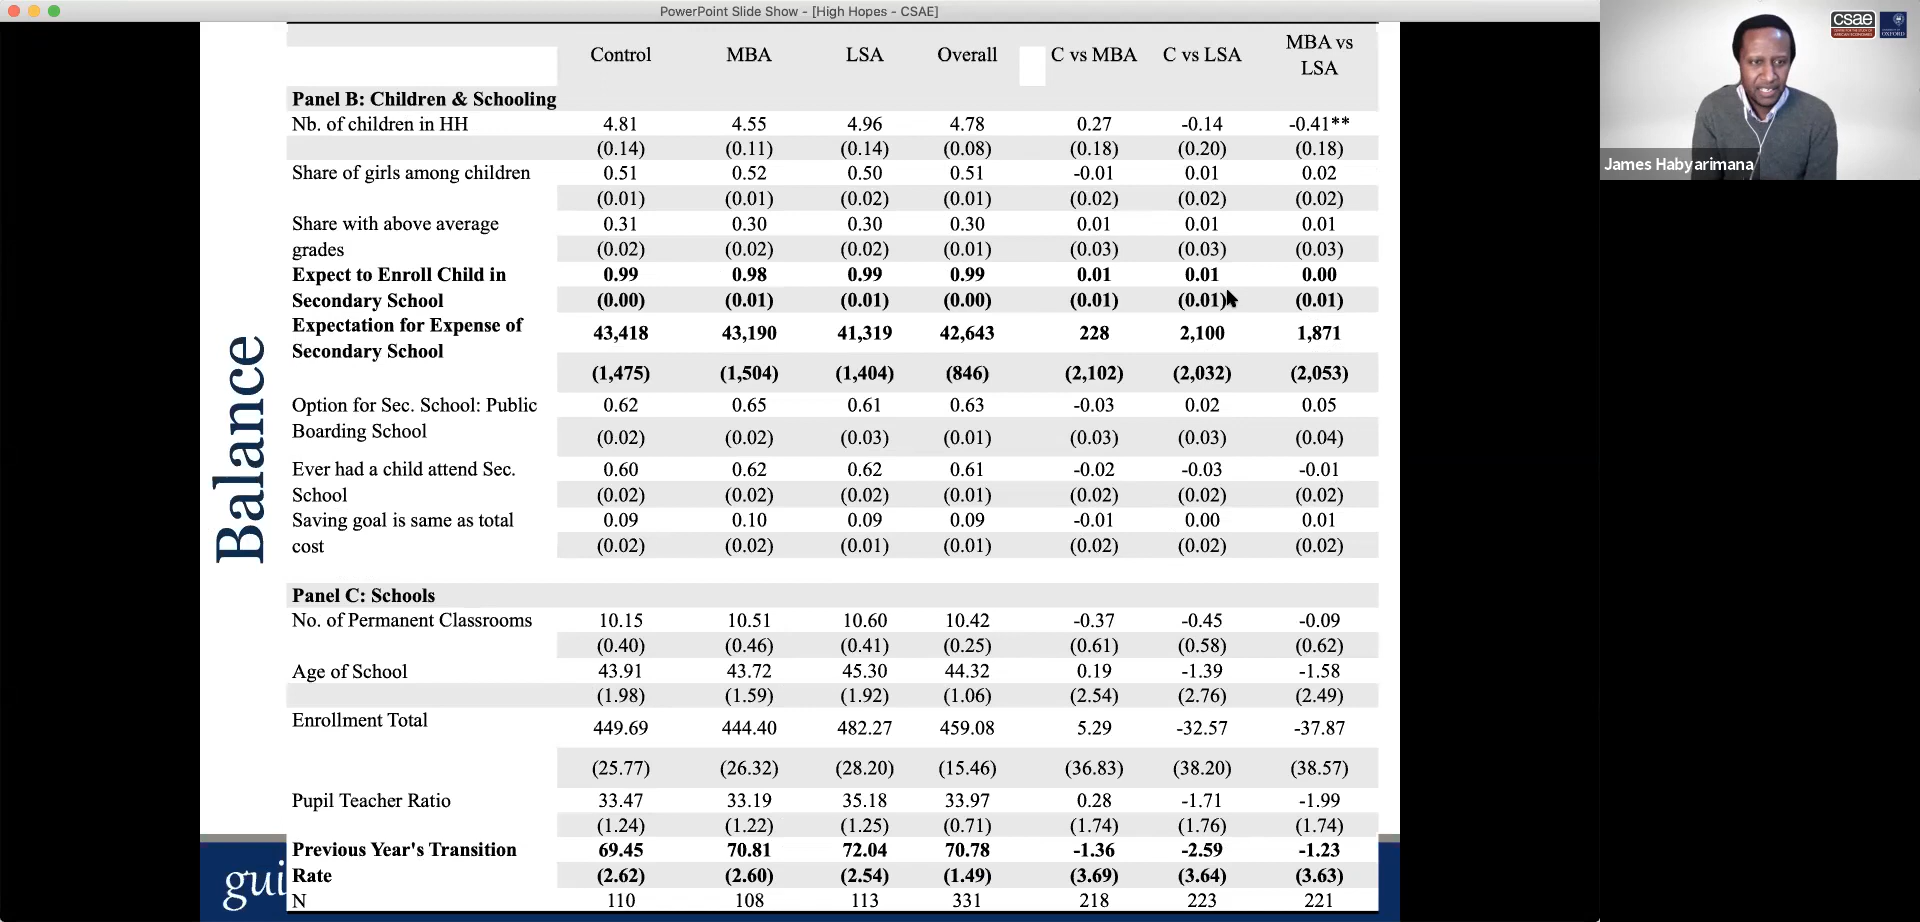 PowerPoint Slide Show - [High Hopes - CSAE]
Control MBA LSA Overall C vs MBA C vs LSA MBA vs LSA
Panel B: Children & Schooling
Nb. of children in HH 4.81 4.55 4.96 4.78 0.27 -0.14 -0.41**
(0.14) (0.11) (0.14) (0.08) (0.18) (0.20) (0.18)
Share of girls among children 0.51 0.52 0.50 0.51 -0.01 0.01 0.02
(0.01) (0.01) (0.02) (0.01) (0.02) (0.02) (0.02)
Share with above average 0.31 0.30 0.30 0.30 0.01 0.01 0.01
grades (0.02) (0.02) (0.02) (0.01) (0.03) (0.03) (0.03)
Expect to Enroll Child in 0.99 0.98 0.99 0.99 0.01 0.01 0.00
Secondary School (0.00) (0.01) (0.01) (0.00) (0.01) (0.01) (0.01)
Expectation for Expense of
Secondary School 43,418 43,190 41,319 42,643 228 2,100 1,871
(1,475) (1,504) (1,404) (846) (2,102) (2,032) (2,053)
Option for Sec. School: Public 0.62 0.65 0.61 0.63 -0.03 0.02 0.05
Boarding School (0.02) (0.02) (0.03) (0.01) (0.03) (0.03) (0.04)
Ever had a child attend Sec. 0.60 0.62 0.62 0.61 -0.02 -0.03 -0.01
School (0.02) (0.02) (0.02) (0.01) (0.02) (0.02) (0.02)
Saving goal is same as total 0.09 0.10 0.09 0.09 -0.01 0.00 0.01
cost (0.02) (0.02) (0.01) (0.01) (0.02) (0.02) (0.02)
Panel C: Schools
No. of Permanent Classrooms 10.15 10.51 10.60 10.42 -0.37 -0.45 -0.09
(0.40) (0.46) (0.41) (0.25) (0.61) (0.58) (0.62)
Age of School 43.91 43.72 45.30 44.32 0.19 -1.39 -1.58
(1.98) (1.59) (1.92) (1.06) (2.54) (2.76) (2.49)
Enrollment Total 449.69 444.40 482.27 459.08 5.29 -32.57 -37.87
(25.77) (26.32) (28.20) (15.46) (36.83) (38.20) (38.57)
Pupil Teacher Ratio 33.47 33.19 35.18 33.97 0.28 -1.71 -1.99
(1.24) (1.22) (1.25) (0.71) (1.74) (1.76) (1.74)
Previous Year's Transition 69.45 70.81 72.04 70.78 -1.36 -2.59 -1.23
Rate (2.62) (2.60) (2.54) (1.49) (3.69) (3.64) (3.63)
N 110 108 113 331 218 223 221
Balance
gui
James Habyarimana
csae
OXFORD